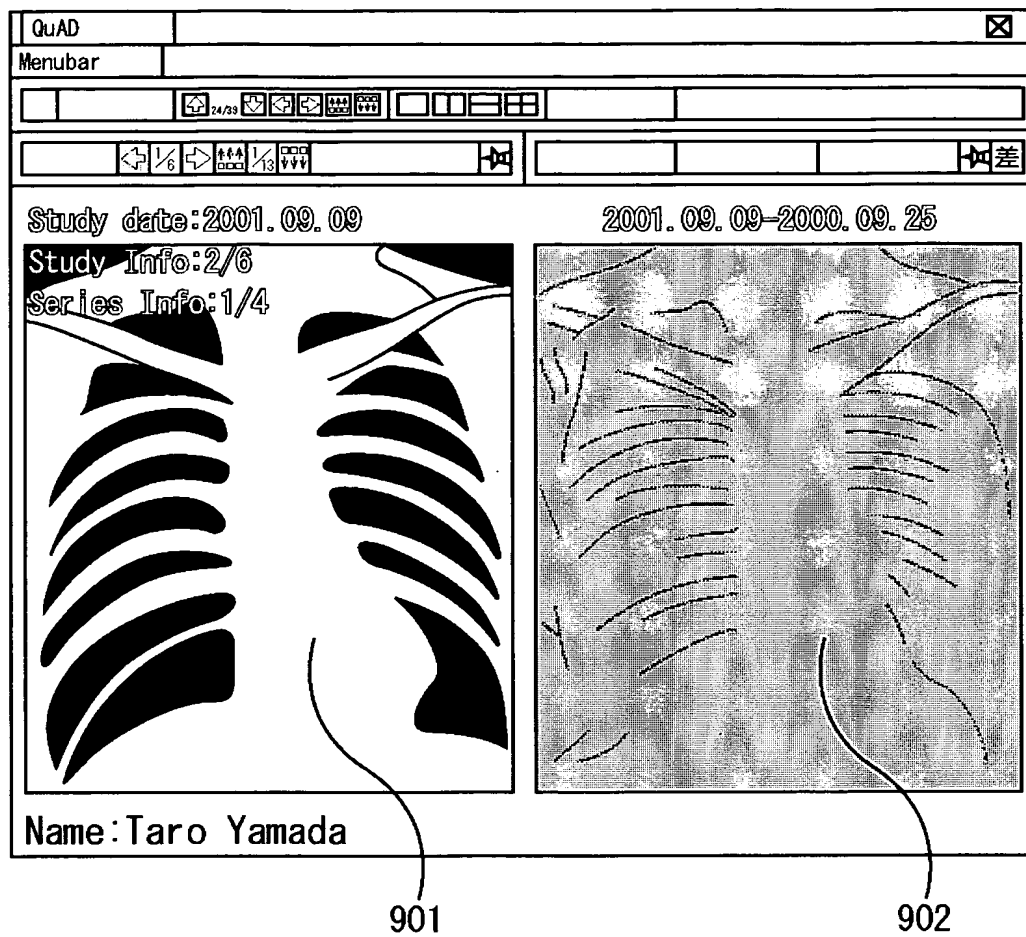 QuAD
Menubar
24/39
1/6
1/13
差
Study date:2001.09.09
2001.09.09-2000.09.25
Study Info:2/6
Series Info:1/4
Name:Taro Yamada
901
902